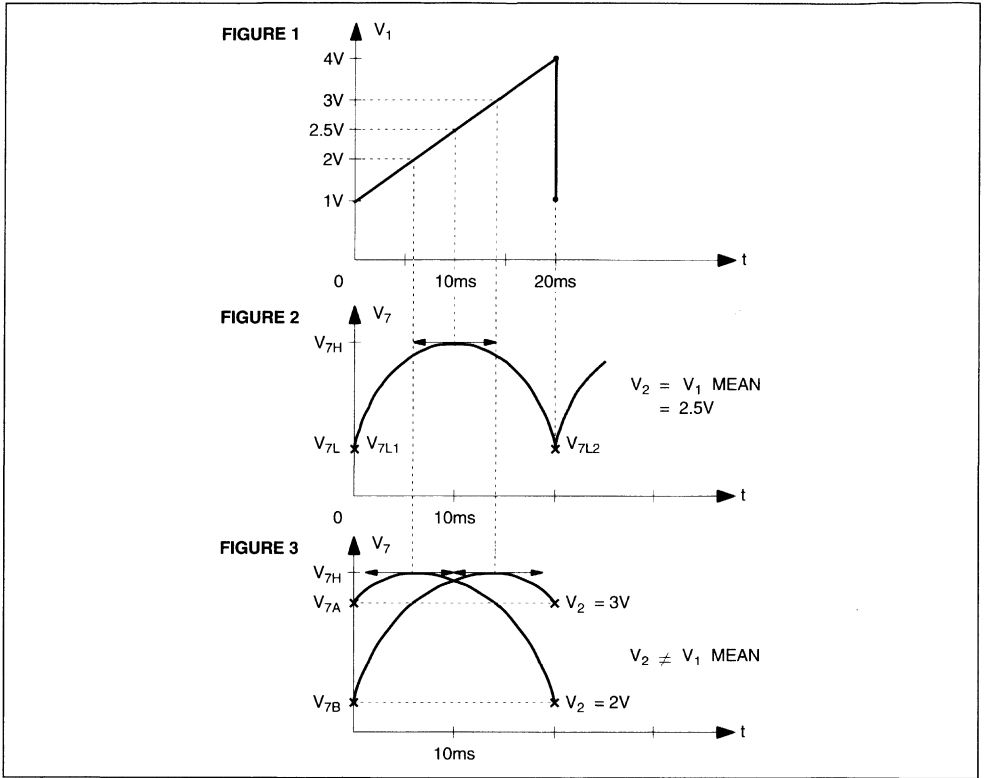 FIGURE 1
V1
4V
3V
2.5V
2V
1V
0
10ms
20ms
t
FIGURE 2
V7
V7H
V7L
V7L1
V7L2
V2 = V1 MEAN
= 2.5V
0
10ms
t
FIGURE 3
V7
V7H
V7A
V2 = 3V
V2 ≠ V1 MEAN
V7B
V2 = 2V
10ms
t